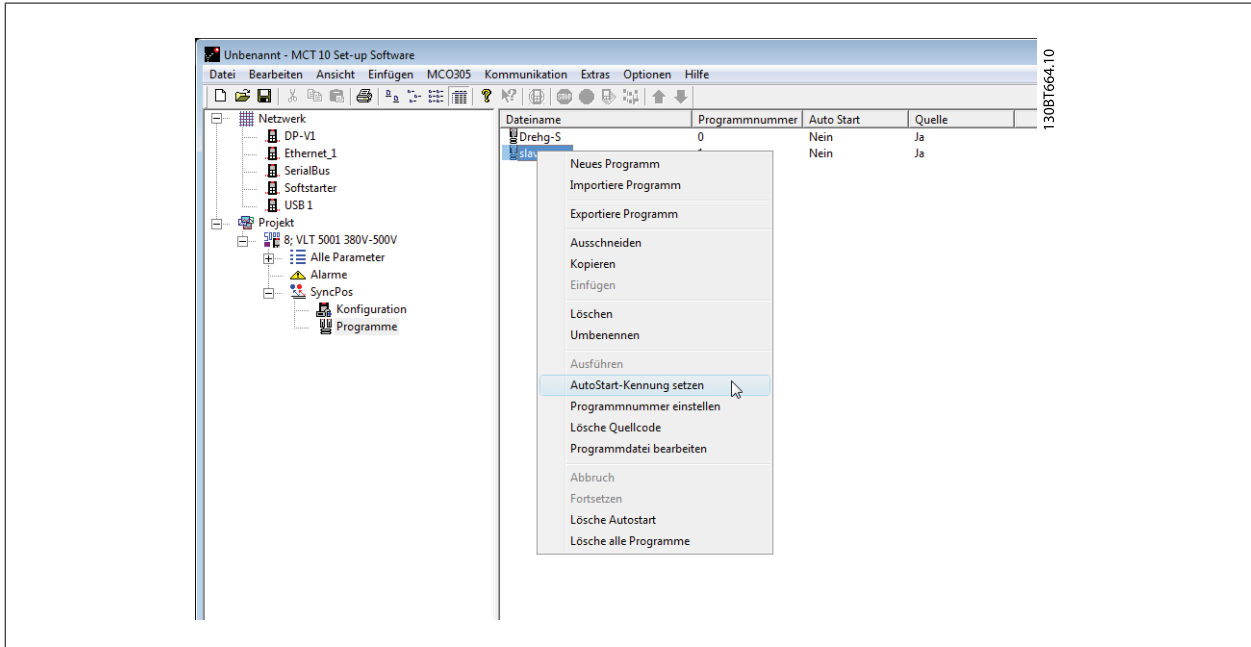 Unbenannt - MCT 10 Set-up Software
Datei Bearbeiten Ansicht Einfügen MCO305 Kommunikation Extras Optionen Hilfe
Netzwerk
DP-V1
Ethernet_1
SerialBus
Softstarter
USB 1
Projekt
8; VLT 5001 380V-500V
Alle Parameter
Alarme
SyncPos
Konfiguration
Programme
Dateiname Programmnummer Auto Start Quelle
Drehg-S 0 Nein Ja
Nein Ja
Neues Programm
Importiere Programm
Exportiere Programm
Ausschneiden
Kopieren
Einfügen
Löschen
Umbenennen
Ausführen
AutoStart-Kennung setzen
Programmnummer einstellen
Lösche Quellcode
Programmdatei bearbeiten
Abbruch
Fortsetzen
Lösche Autostart
Lösche alle Programme
130BT664.10